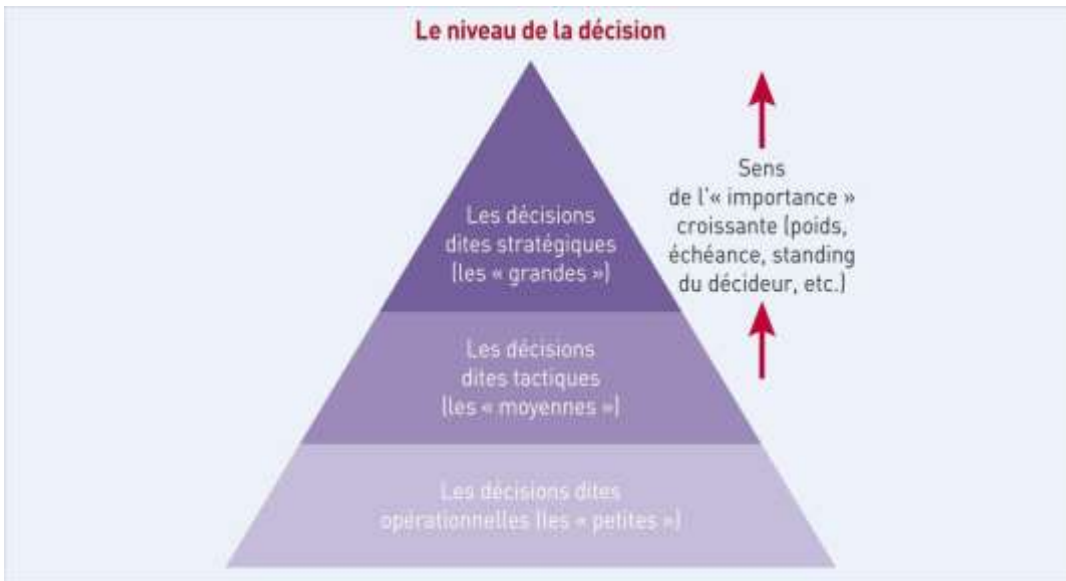 Le niveau de la décision
Les décisions
dites stratégiques
(les « grandes »)
Sens
de l'« importance »
croissante (poids,
échéance, standing
du décideur, etc.)
Les décisions
dites tactiques
(les « moyennes »)
Les décisions dites
opérationnelles (les « petites »)